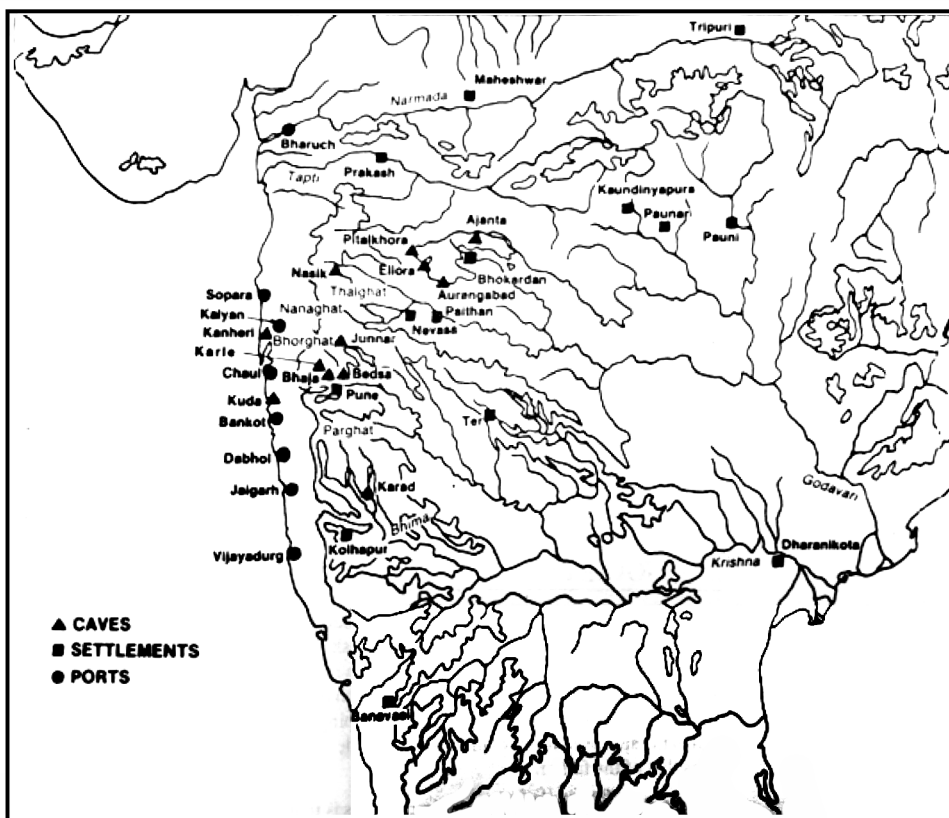 Tripuri
Maheshwar
Narmada
Bharuch
Prakash
Tapti
Kaundinyapura
Paunar
Pauni
Ajanta
Pitalkhora
Ellora
Bhokardan
Nasik
Aurangabad
Thalghat
Paithan
Sopara
Nanaghat
Nevasa
Kalyan
Kanheri
Bhorghat
Junnar
Karle
Chaul
Bhaja
Bedsa
Pune
Kuda
Bankot
Ter
Parghat
Dabhol
Jaigarh
Karad
Godavari
Bhima
Vijayadurg
Kolhapur
Krishna
Dharanikota
▲ CAVES
■ SETTLEMENTS
● PORTS
Banavasi